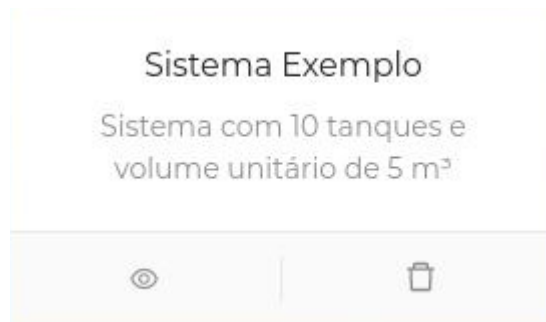 Sistema Exemplo
Sistema com 10 tanques e
volume unitário de 5 m³